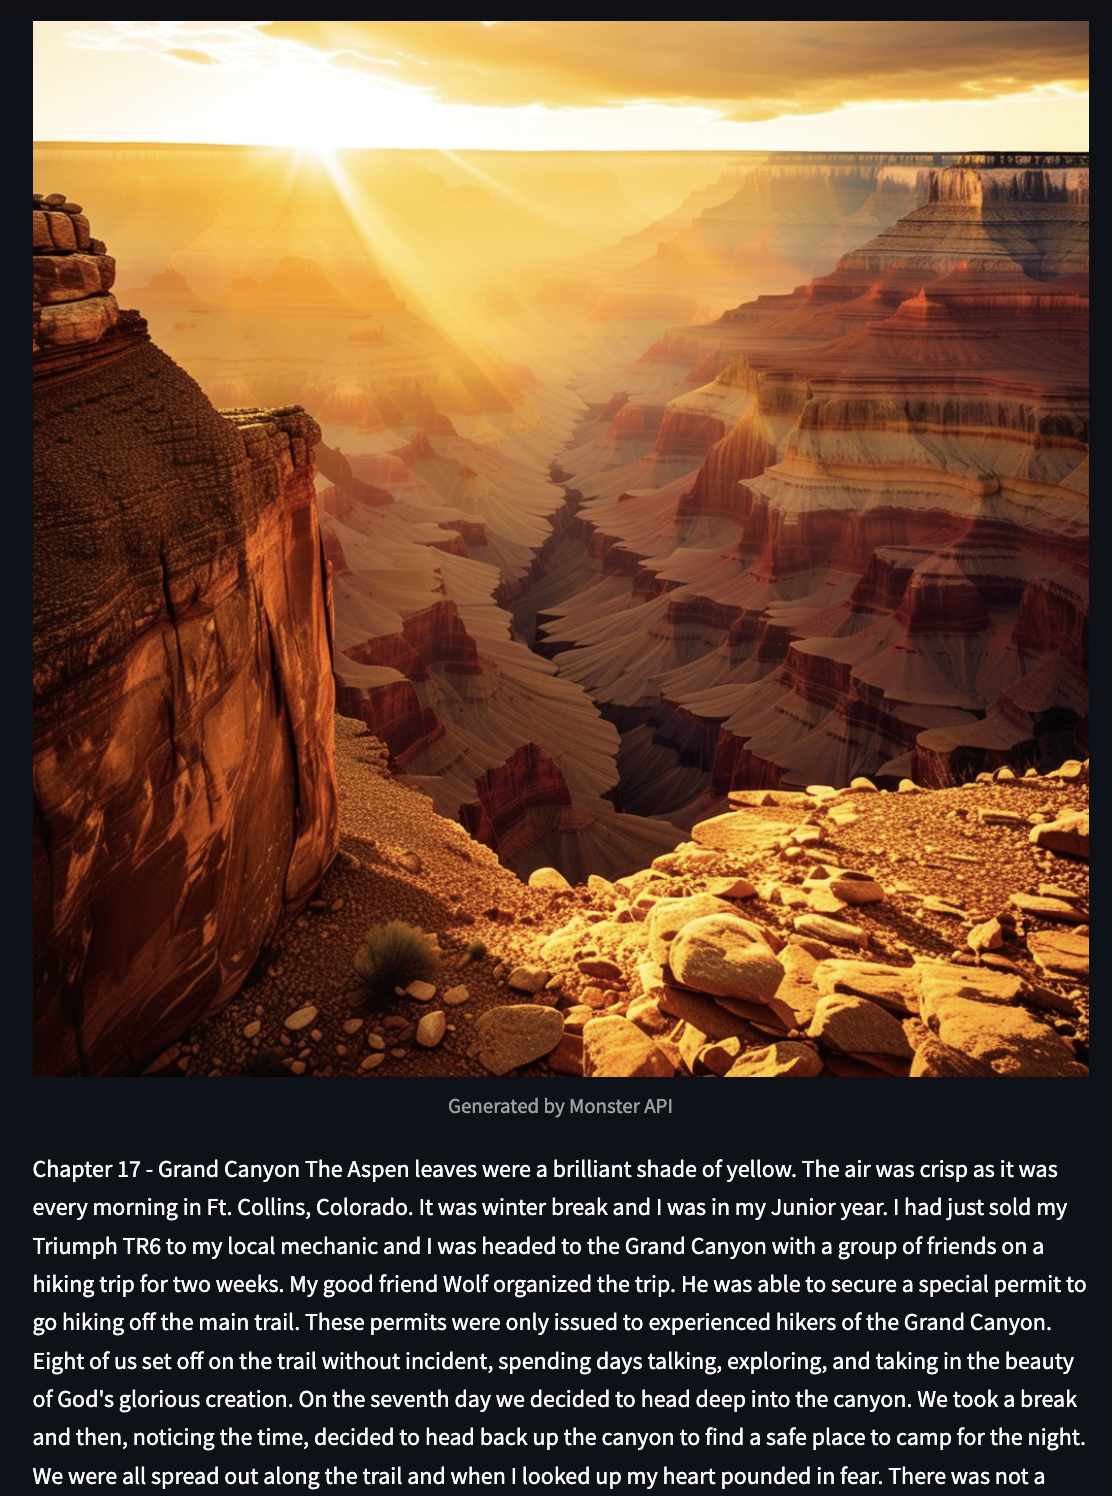 Generated by Monster API
Chapter 17 - Grand Canyon The Aspen leaves were a brilliant shade of yellow. The air was crisp as it was
every morning in Ft. Collins, Colorado. It was winter break and I was in my Junior year. I had just sold my
Triumph TR6 to my local mechanic and I was headed to the Grand Canyon with a group of friends on a
hiking trip for two weeks. My good friend Wolf organized the trip. He was able to secure a special permit to
go hiking off the main trail. These permits were only issued to experienced hikers of the Grand Canyon.
Eight of us set off on the trail without incident, spending days talking, exploring, and taking in the beauty
of God's glorious creation. On the seventh day we decided to head deep into the canyon. We took a break
and then, noticing the time, decided to head back up the canyon to find a safe place to camp for the night.
We were all spread out along the trail and when I looked up my heart pounded in fear. There was not a